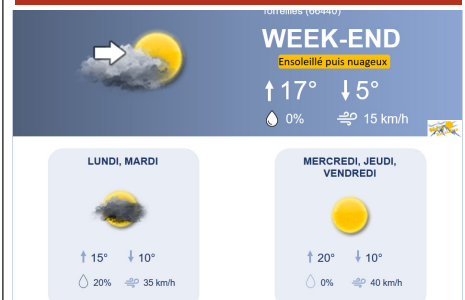 Torreilles (66440)
WEEK-END
Ensoleillé puis nuageux
17° 5°
0% 15 km/h
LUNDI, MARDI
15° 10°
20% 35 km/h
MERCREDI, JEUDI,
VENDREDI
20° 10°
0% 40 km/h